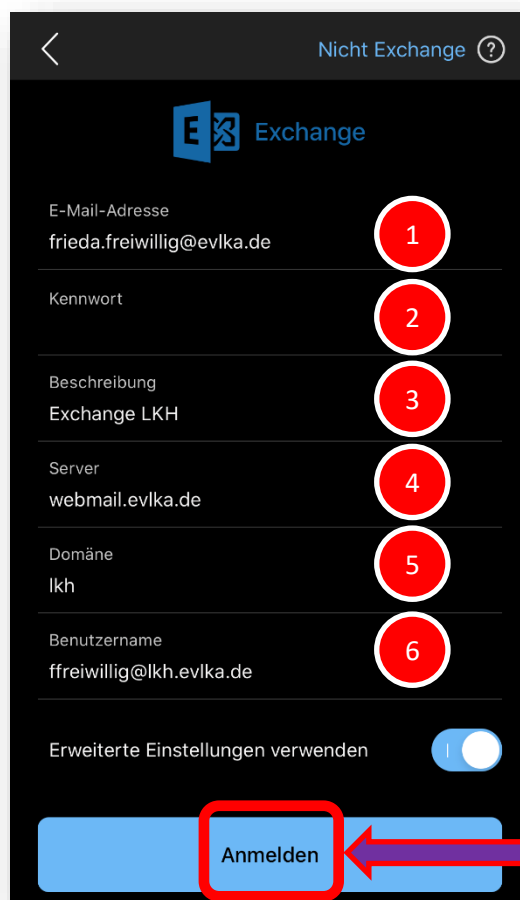 Nicht Exchange ?
E Exchange
E-Mail-Adresse
frieda.freiwillig@evlka.de
1
Kennwort
2
Beschreibung
Exchange LKH
3
Server
webmail.evlka.de
4
Domäne
lkh
5
Benutzername
ffreiwillig@lkh.evlka.de
6
Erweiterte Einstellungen verwenden
Anmelden